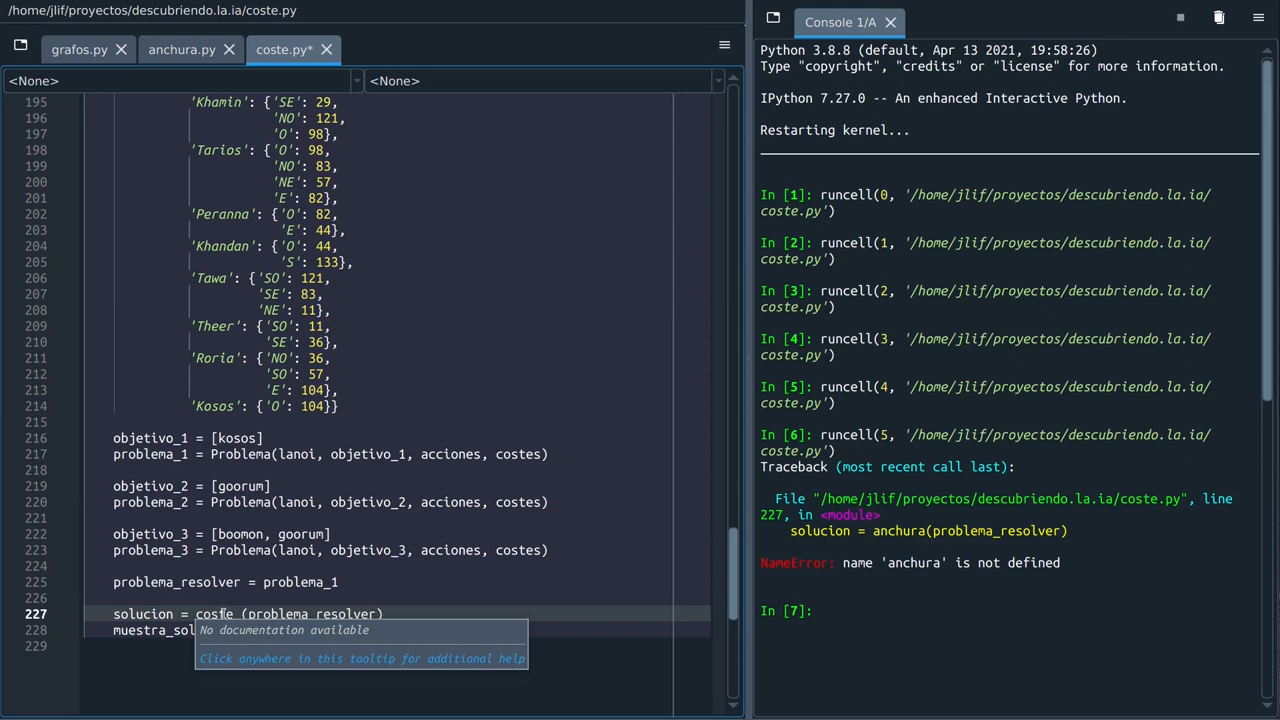 /home/jlif/proyectos/descubriendo.la.ia/coste.py
grafos.py
anchura.py
coste.py*
<None>
<None>
195 'Khamin': {'SE': 29,
196 'NO': 121,
197 'O': 98},
198 'Tarios': {'O': 98,
199 'NO': 83,
200 'NE': 57,
201 'E': 82},
202 'Peranna': {'O': 82,
203 'E': 44},
204 'Khandan': {'O': 44,
205 'S': 133},
206 'Tawa': {'SO': 121,
207 'SE': 83,
208 'NE': 11},
209 'Theer': {'SO': 11,
210 'SE': 36},
211 'Roria': {'NO': 36,
212 'SO': 57,
213 'E': 104},
214 'Kosos': {'O': 104}}
215
216 objetivo_1 = [kosos]
217 problema_1 = Problema(lanoi, objetivo_1, acciones, costes)
218
219 objetivo_2 = [goorum]
220 problema_2 = Problema(lanoi, objetivo_2, acciones, costes)
221
222 objetivo_3 = [boomon, goorum]
223 problema_3 = Problema(lanoi, objetivo_3, acciones, costes)
224
225 problema_resolver = problema_1
226
227 solucion = coste (problema_resolver)
228 muestra_sol
229
No documentation available
Click anywhere in this tooltip for additional help
Console 1/A
Python 3.8.8 (default, Apr 13 2021, 19:58:26)
Type "copyright", "credits" or "license" for more information.
IPython 7.27.0 -- An enhanced Interactive Python.
Restarting kernel...
In [1]: runcell(0, '/home/jlif/proyectos/descubriendo.la.ia/
coste.py')
In [2]: runcell(1, '/home/jlif/proyectos/descubriendo.la.ia/
coste.py')
In [3]: runcell(2, '/home/jlif/proyectos/descubriendo.la.ia/
coste.py')
In [4]: runcell(3, '/home/jlif/proyectos/descubriendo.la.ia/
coste.py')
In [5]: runcell(4, '/home/jlif/proyectos/descubriendo.la.ia/
coste.py')
In [6]: runcell(5, '/home/jlif/proyectos/descubriendo.la.ia/
coste.py')
Traceback (most recent call last):
File "/home/jlif/proyectos/descubriendo.la.ia/coste.py", line
227, in <module>
solucion = anchura(problema_resolver)
NameError: name 'anchura' is not defined
In [7]: